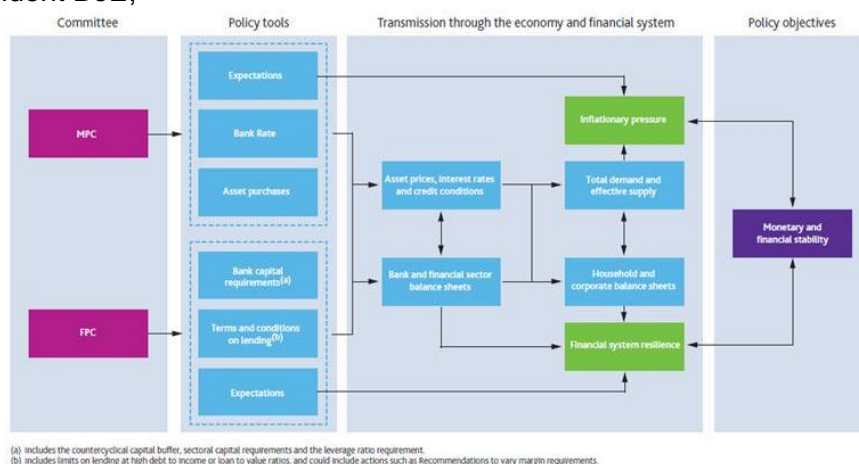 Committee
Policy tools
Transmission through the economy and financial system
Policy objectives
MPC
FPC
Expectations
Bank Rate
Asset purchases
Bank capital
requirements(a)
Terms and conditions
on lending(b)
Expectations
Asset prices, interest rates
and credit conditions
Bank and financial sector
balance sheets
Inflationary pressure
Total demand and
effective supply
Household and
corporate balance sheets
Financial system resilience
Monetary and
financial stability
(a) Includes the countercyclical capital buffer, sectoral capital requirements and the leverage ratio requirement.
(b) Includes limits on lending at high debt to income or loan to value ratios, and could include actions such as Recommendations to vary margin requirements.